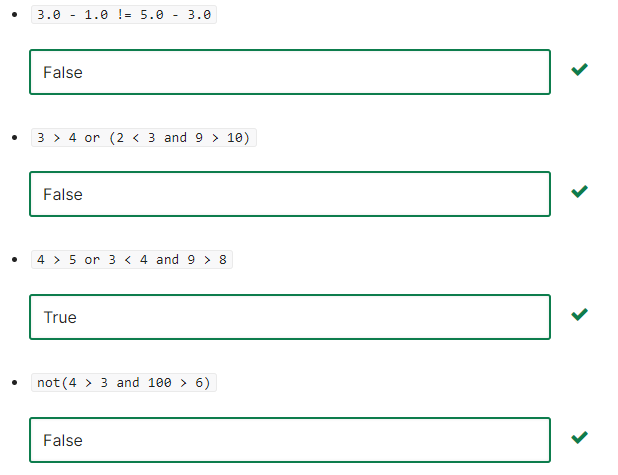 3.0 - 1.0 != 5.0 - 3.0
False
3 > 4 or (2 < 3 and 9 > 10)
False
4 > 5 or 3 < 4 and 9 > 8
True
not(4 > 3 and 100 > 6)
False